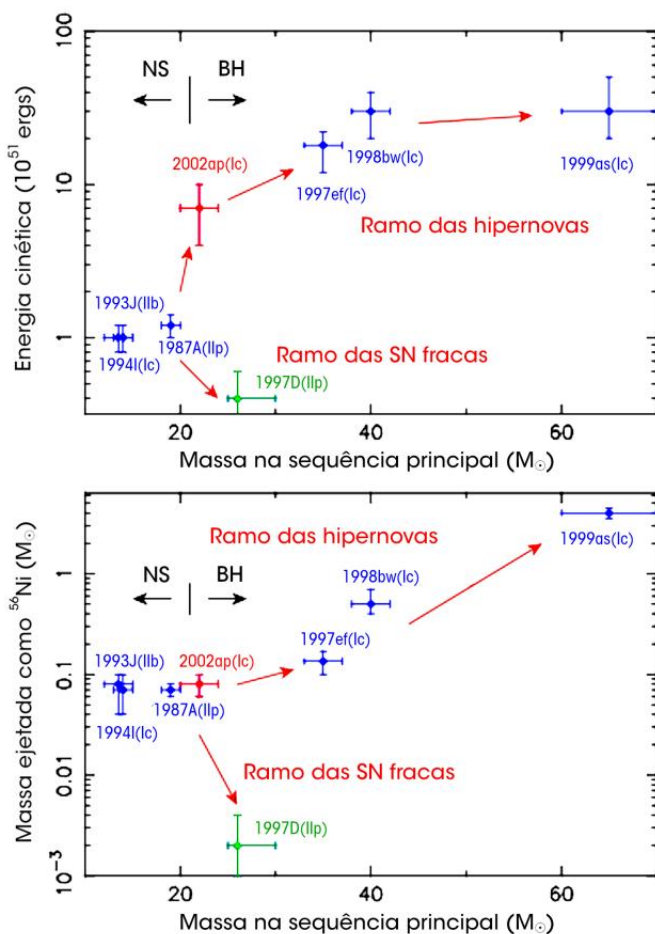 Energia cinética (10⁵¹ ergs)
100
10
1
NS
BH
2002ap(Ic)
1998bw(Ic)
1997ef(Ic)
1999as(Ic)
Ramo das hipernovas
1993J(IIb)
1987A(IIp)
1994I(Ic)
Ramo das SN fracas
1997D(IIp)
20
40
60
Massa na sequência principal (M☉)
Massa ejetada como ⁵⁶Ni (M☉)
1
0.1
0.01
10⁻³
Ramo das hipernovas
1999as(Ic)
NS
BH
1998bw(Ic)
1997ef(Ic)
1993J(IIb)
2002ap(Ic)
1987A(IIp)
1994I(Ic)
Ramo das SN fracas
1997D(IIp)
20
40
60
Massa na sequência principal (M☉)